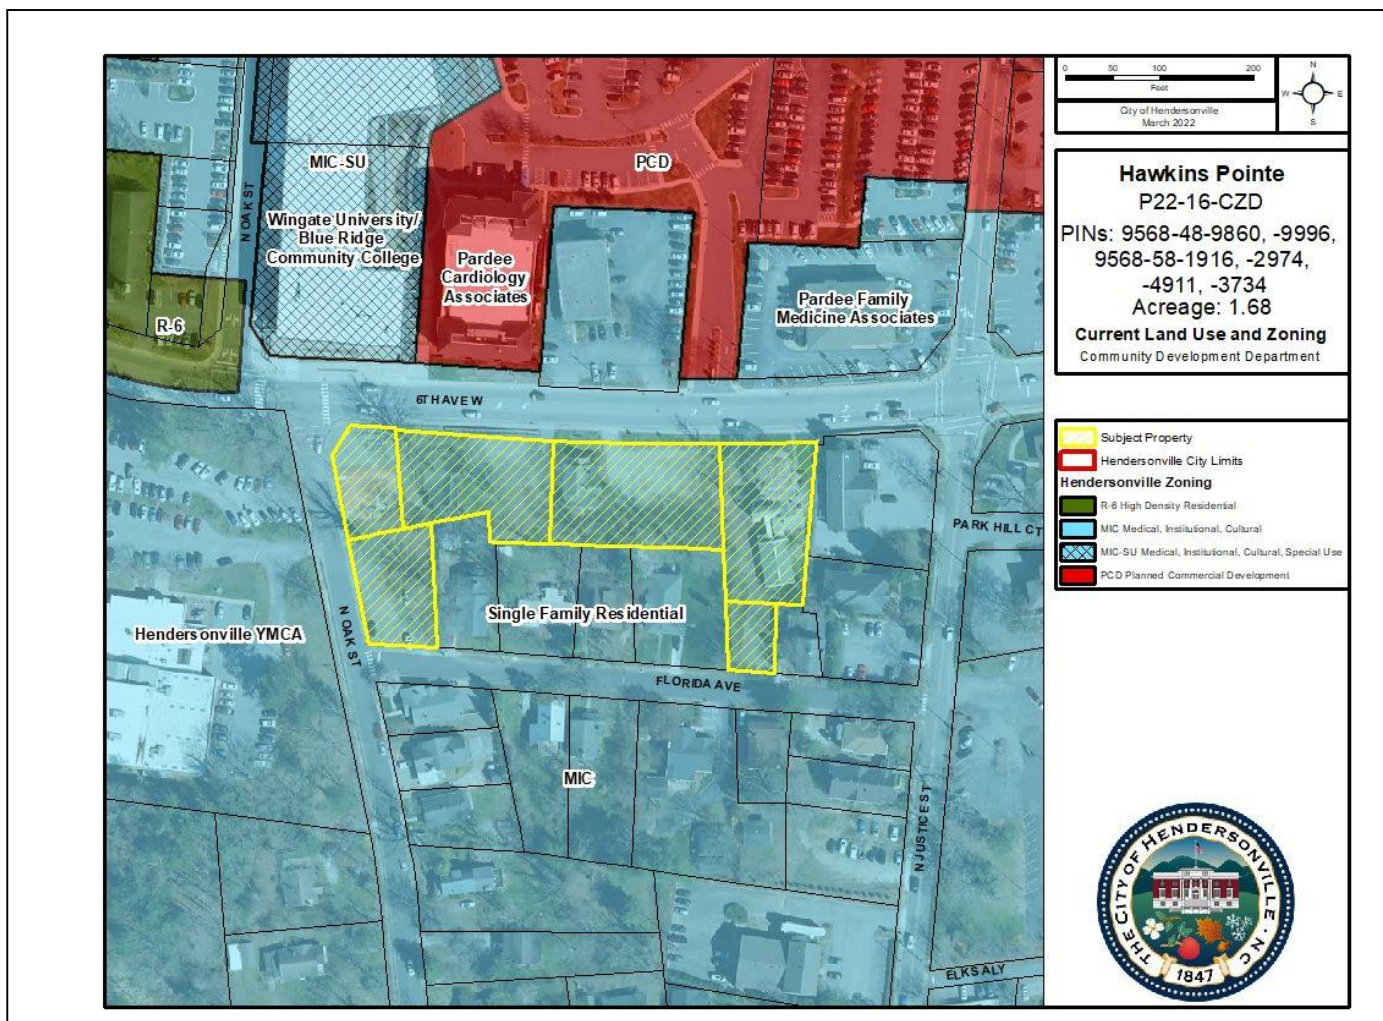 0 50 100 200
Feet
City of Hendersonville
March 2022
N
W E
S
Hawkins Pointe
P22-16-CZD
PINs: 9568-48-9860, -9996,
9568-58-1916, -2974,
-4911, -3734
Acreage: 1.68
Current Land Use and Zoning
Community Development Department
Subject Property
Hendersonville City Limits
Hendersonville Zoning
R-6 High Density Residential
MIC Medical, Institutional, Cultural
MIC-SU Medical, Institutional, Cultural, Special Use
PCD Planned Commercial Development
MIC-SU
PCD
N OAK ST
Wingate University/
Blue Ridge
Community College
Pardee
Cardiology
Associates
Pardee Family
Medicine Associates
R-6
6TH AVE W
PARK HILL CT
Single Family Residential
Hendersonville YMCA
N OAK ST
FLORIDA AVE
MIC
N JUSTICE ST
ELKS ALY
THE CITY OF HENDERSONVILLE · NC
1847